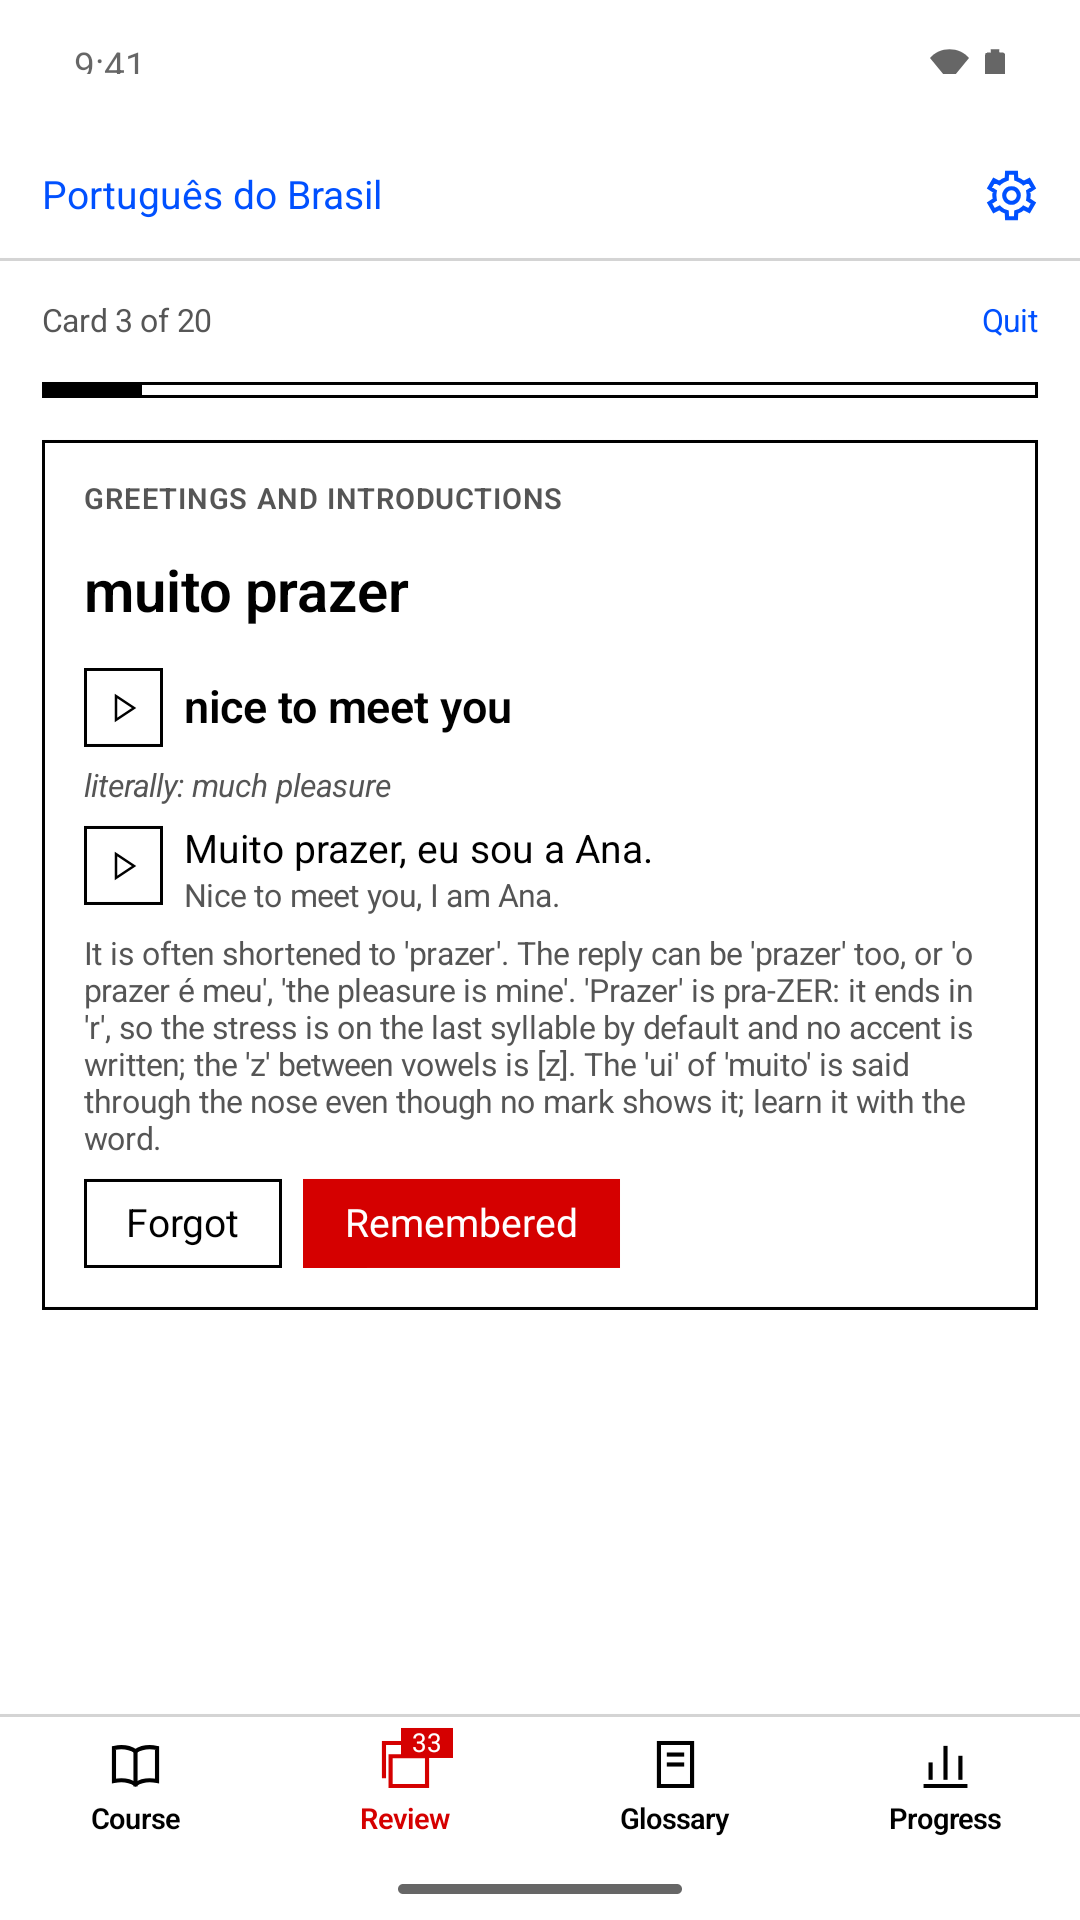 9:41
Português do Brasil
Card 3 of 20
Quit
GREETINGS AND INTRODUCTIONS
muito prazer
nice to meet you
literally: much pleasure
Muito prazer, eu sou a Ana.
Nice to meet you, I am Ana.
It is often shortened to 'prazer'. The reply can be 'prazer' too, or 'o
prazer é meu', 'the pleasure is mine'. 'Prazer' is pra-ZER: it ends in
'r', so the stress is on the last syllable by default and no accent is
written; the 'z' between vowels is [z]. The 'ui' of 'muito' is said
through the nose even though no mark shows it; learn it with the
word.
Forgot
Remembered
33
Course
Review
Glossary
Progress